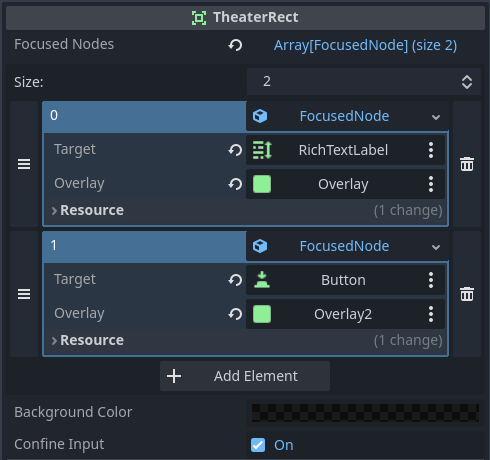 TheaterRect
Focused Nodes Array[FocusedNode] (size 2)
Size: 2
0 FocusedNode
Target RichTextLabel
Overlay Overlay
Resource (1 change)
1 FocusedNode
Target Button
Overlay Overlay2
Resource (1 change)
Add Element
Background Color
Confine Input On